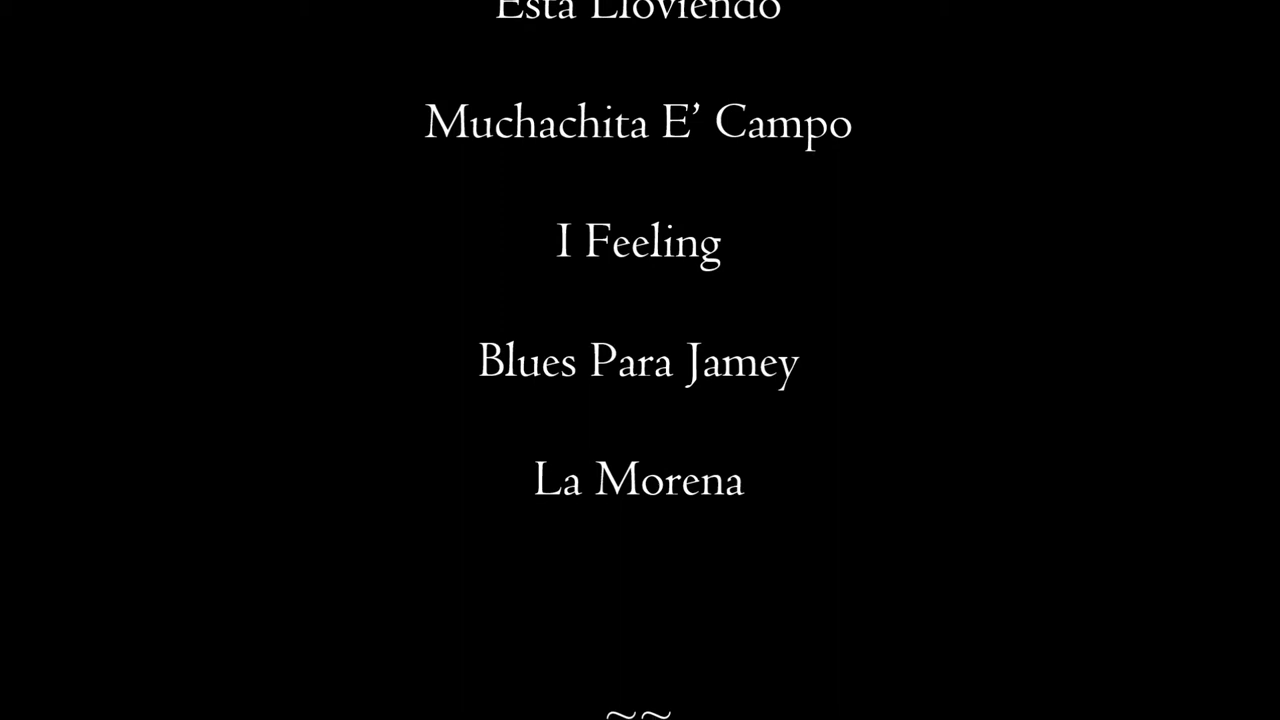 Esta Lloviendo
Muchachita E’ Campo
I Feeling
Blues Para Jamey
La Morena
~~